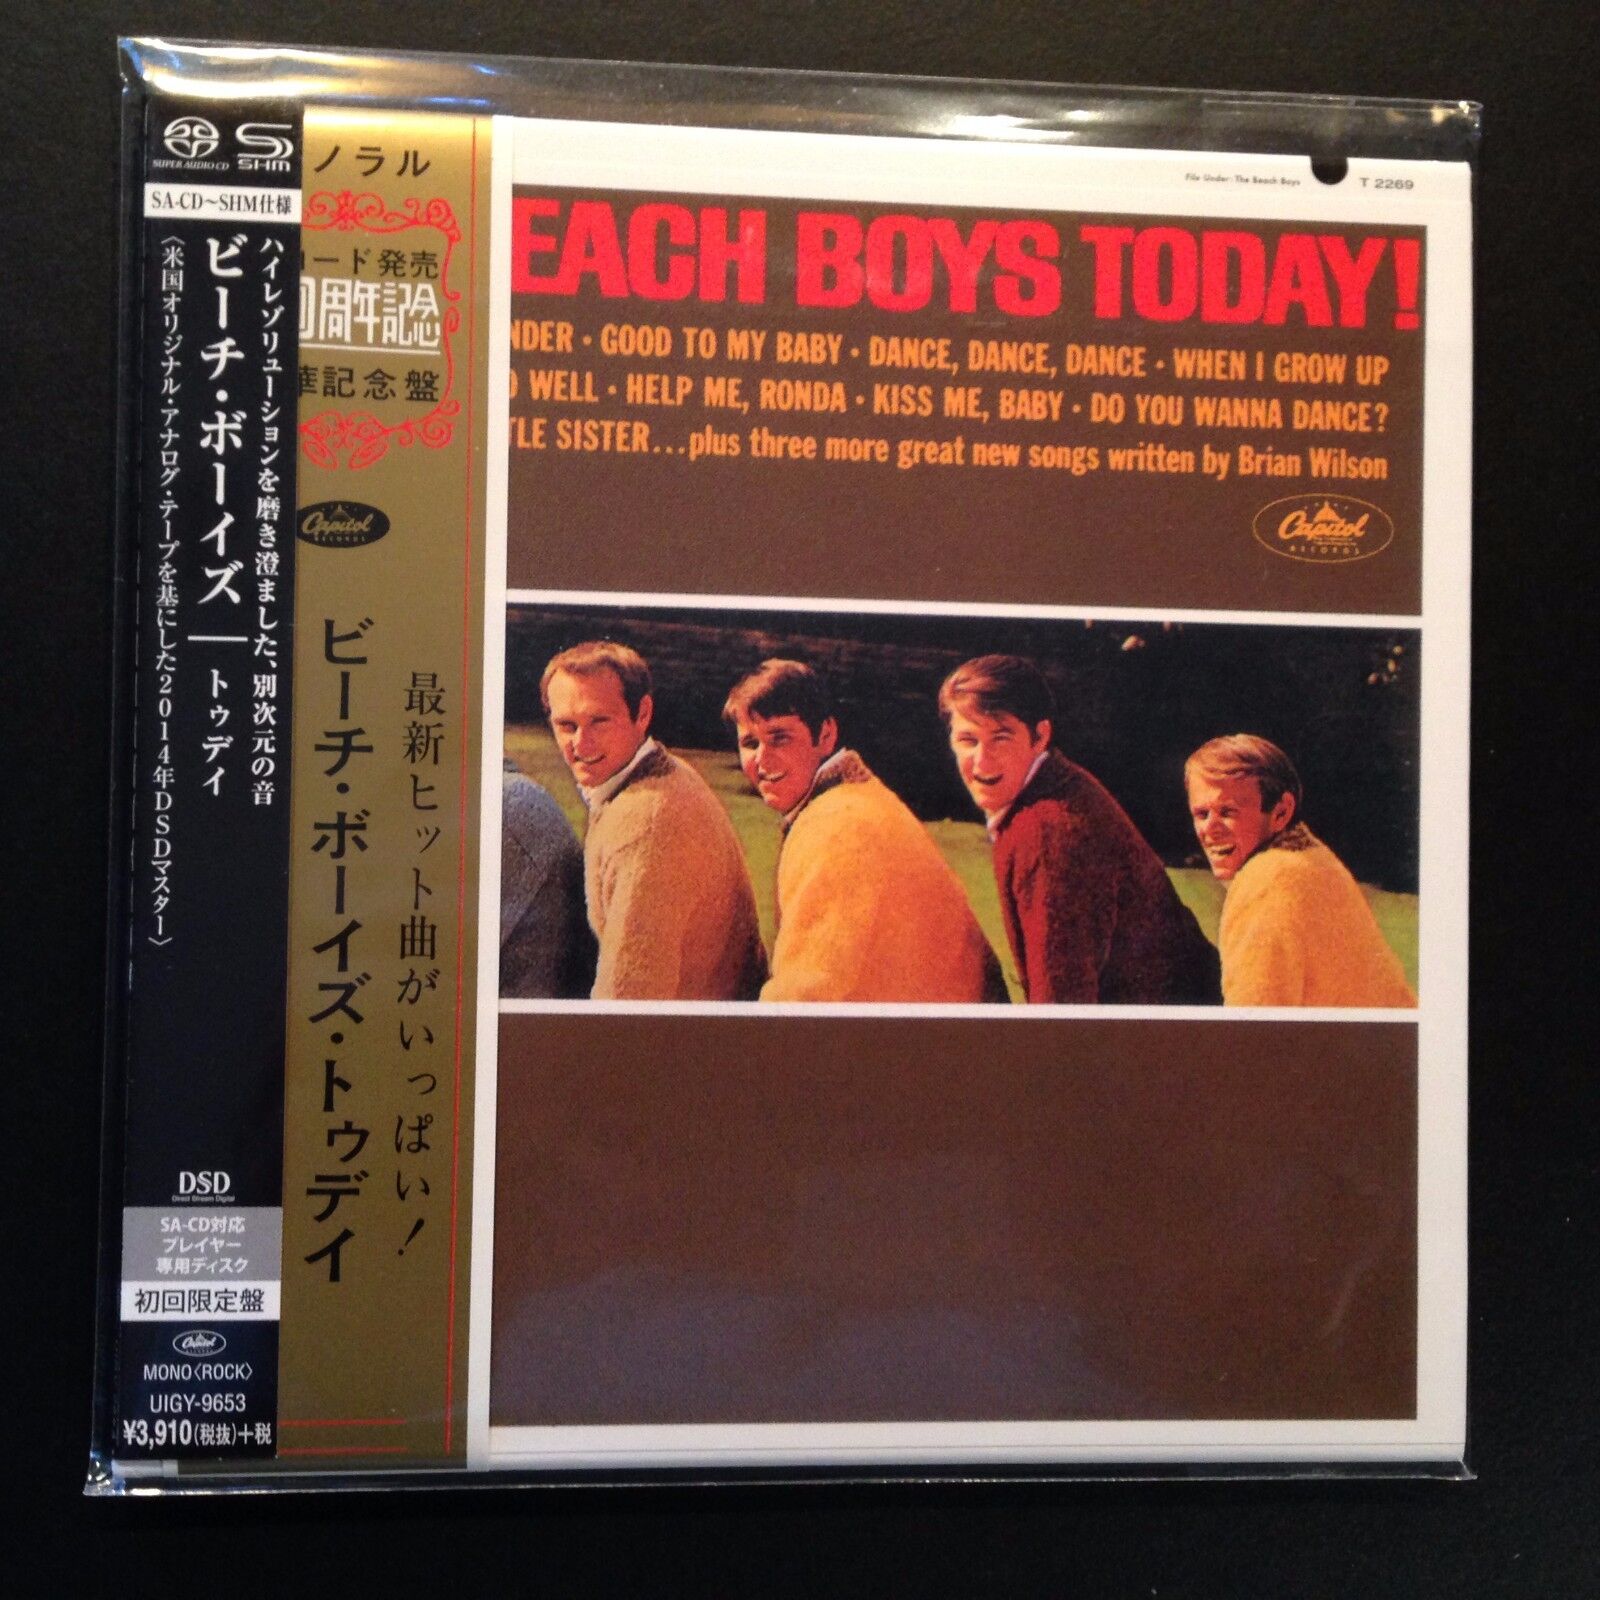 SUPER AUDIO CD
SHM
SA-CD〜SHM仕様
ハイレゾリューションを磨き澄ました、別次元の音
ビーチ・ボーイズ
トゥデイ
〈米国オリジナル・アナログ・テープを基にした2014年DSDマスター〉
DSD
Direct Stream Digital
SA-CD対応
プレイヤー
専用ディスク
初回限定盤
Capitol
MONO〈ROCK〉
UIGY-9653
¥3,910(税抜)+税
ノラル
コード発売
周年記念
記念盤
Capitol
RECORDS
最新ヒット曲がいっぱい!
ビーチ・ボーイズ・トゥデイ
File Under: The Beach Boys
T 2269
EACH BOYS TODAY!
NDER • GOOD TO MY BABY • DANCE, DANCE, DANCE • WHEN I GROW UP
O WELL • HELP ME, RONDA • KISS ME, BABY • DO YOU WANNA DANCE?
TLE SISTER...plus three more great new songs written by Brian Wilson
Capitol
RECORDS